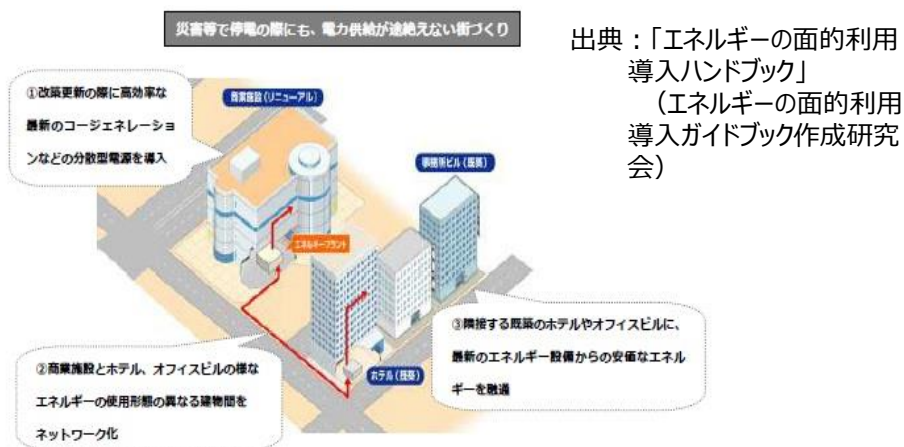 災害等で停電の際にも、電力供給が途絶えない街づくり
出典：「エネルギーの面的利用
導入ハンドブック」
（エネルギーの面的利用
導入ガイドブック作成研究
会）
①改築更新の際に高効率な
最新のコージェネレーショ
ンなどの分散型電源を導入
商業施設（リニューアル）
事務所ビル（既築）
エネルギープラント
③隣接する既築のホテルやオフィスビルに、
最新のエネルギー設備からの安価なエネル
ギーを融通
②商業施設とホテル、オフィスビルの様な
エネルギーの使用形態の異なる建物間を
ネットワーク化
ホテル（既築）